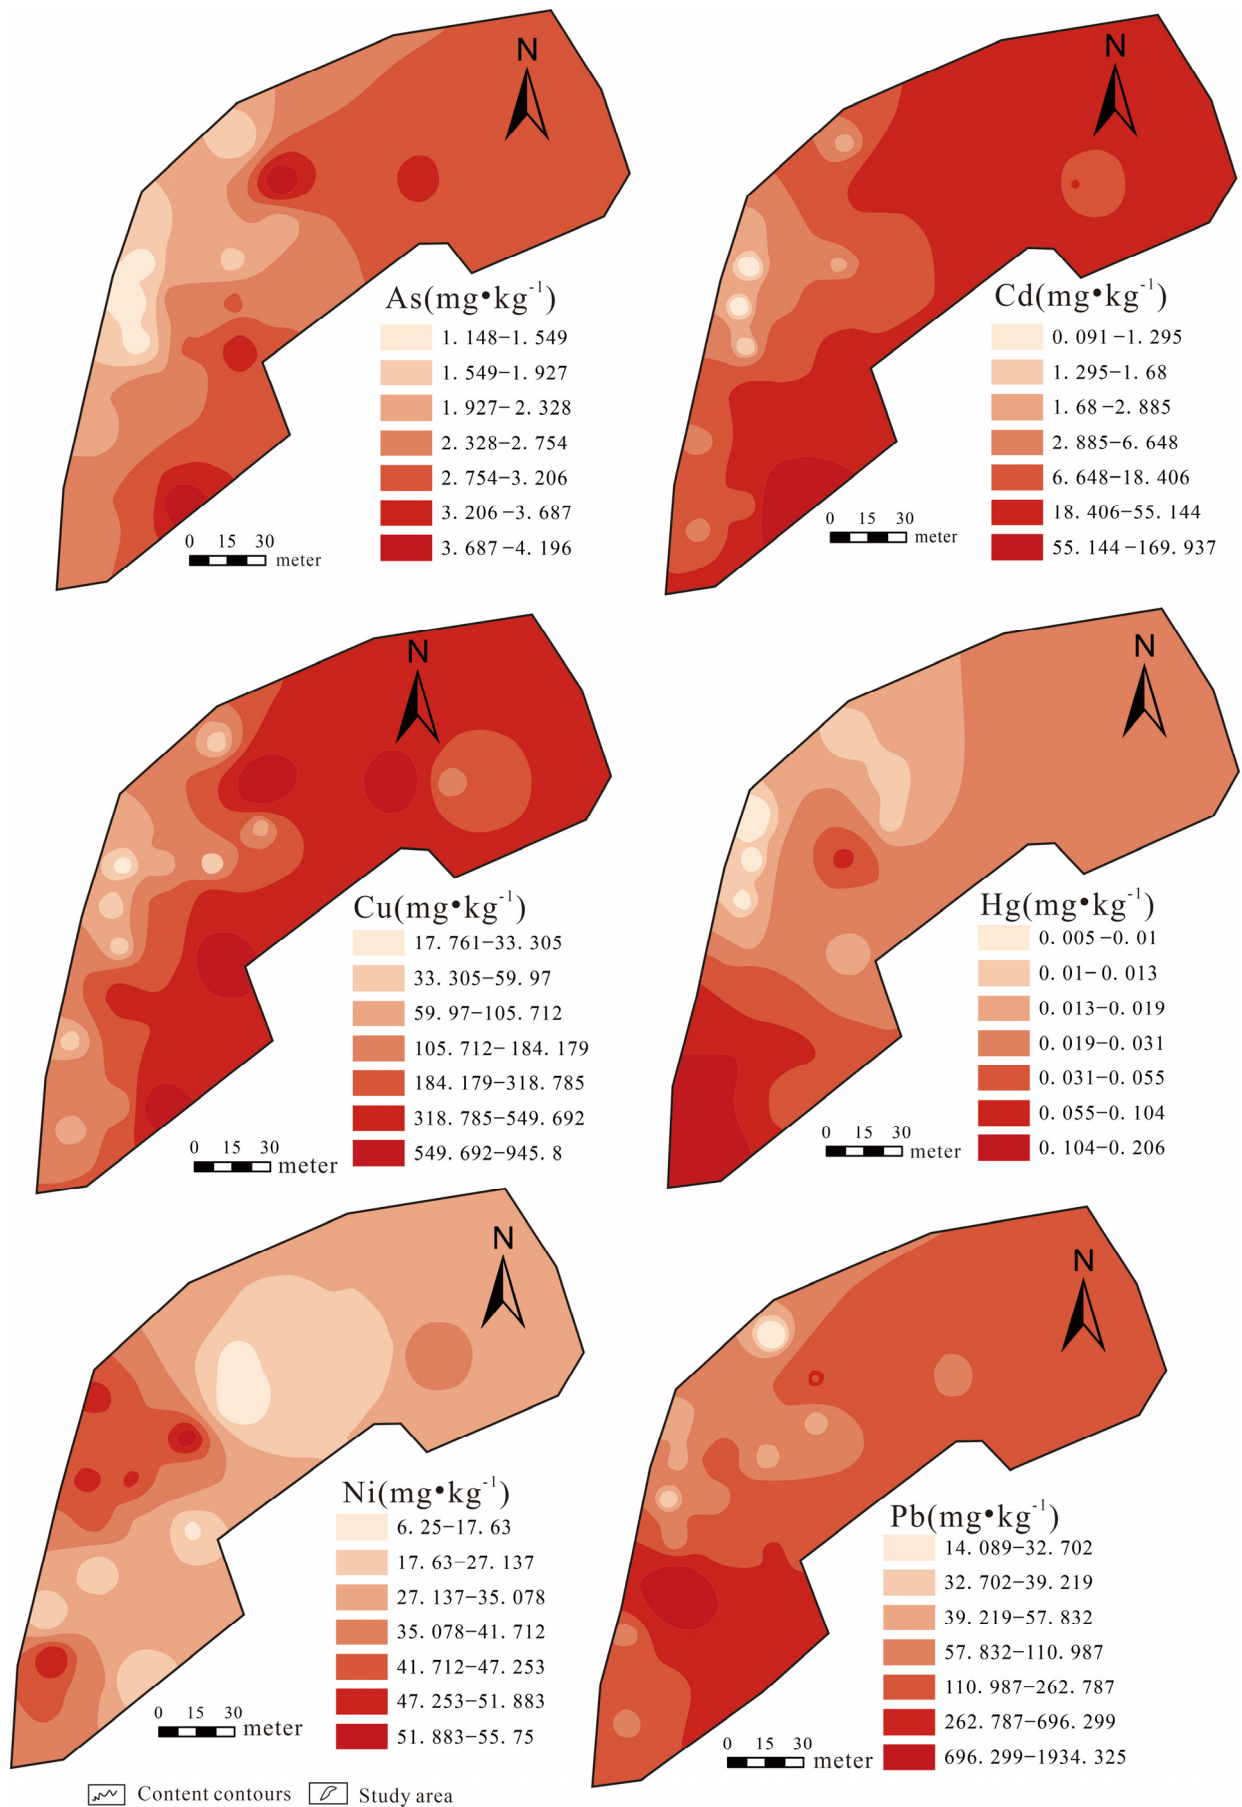 N
As(mg•kg⁻¹)
1. 148−1. 549
1. 549−1. 927
1. 927−2. 328
2. 328−2. 754
2. 754−3. 206
3. 206−3. 687
3. 687−4. 196
0 15 30
meter
N
Cd(mg•kg⁻¹)
0. 091−1. 295
1. 295−1. 68
1. 68−2. 885
2. 885−6. 648
6. 648−18. 406
18. 406−55. 144
55. 144−169. 937
0 15 30
meter
N
Cu(mg•kg⁻¹)
17. 761−33. 305
33. 305−59. 97
59. 97−105. 712
105. 712−184. 179
184. 179−318. 785
318. 785−549. 692
549. 692−945. 8
0 15 30
meter
N
Hg(mg•kg⁻¹)
0. 005−0. 01
0. 01−0. 013
0. 013−0. 019
0. 019−0. 031
0. 031−0. 055
0. 055−0. 104
0. 104−0. 206
0 15 30
meter
N
Ni(mg•kg⁻¹)
6. 25−17. 63
17. 63−27. 137
27. 137−35. 078
35. 078−41. 712
41. 712−47. 253
47. 253−51. 883
51. 883−55. 75
0 15 30
meter
N
Pb(mg•kg⁻¹)
14. 089−32. 702
32. 702−39. 219
39. 219−57. 832
57. 832−110. 987
110. 987−262. 787
262. 787−696. 299
696. 299−1934. 325
0 15 30
meter
Content contours Study area